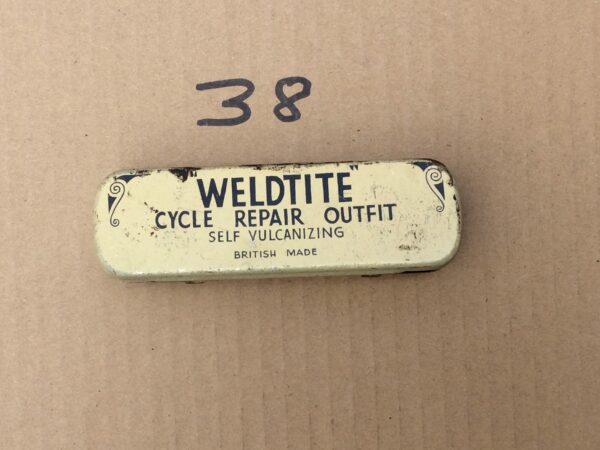 38
"WELDTITE"
CYCLE REPAIR OUTFIT
SELF VULCANIZING
BRITISH MADE